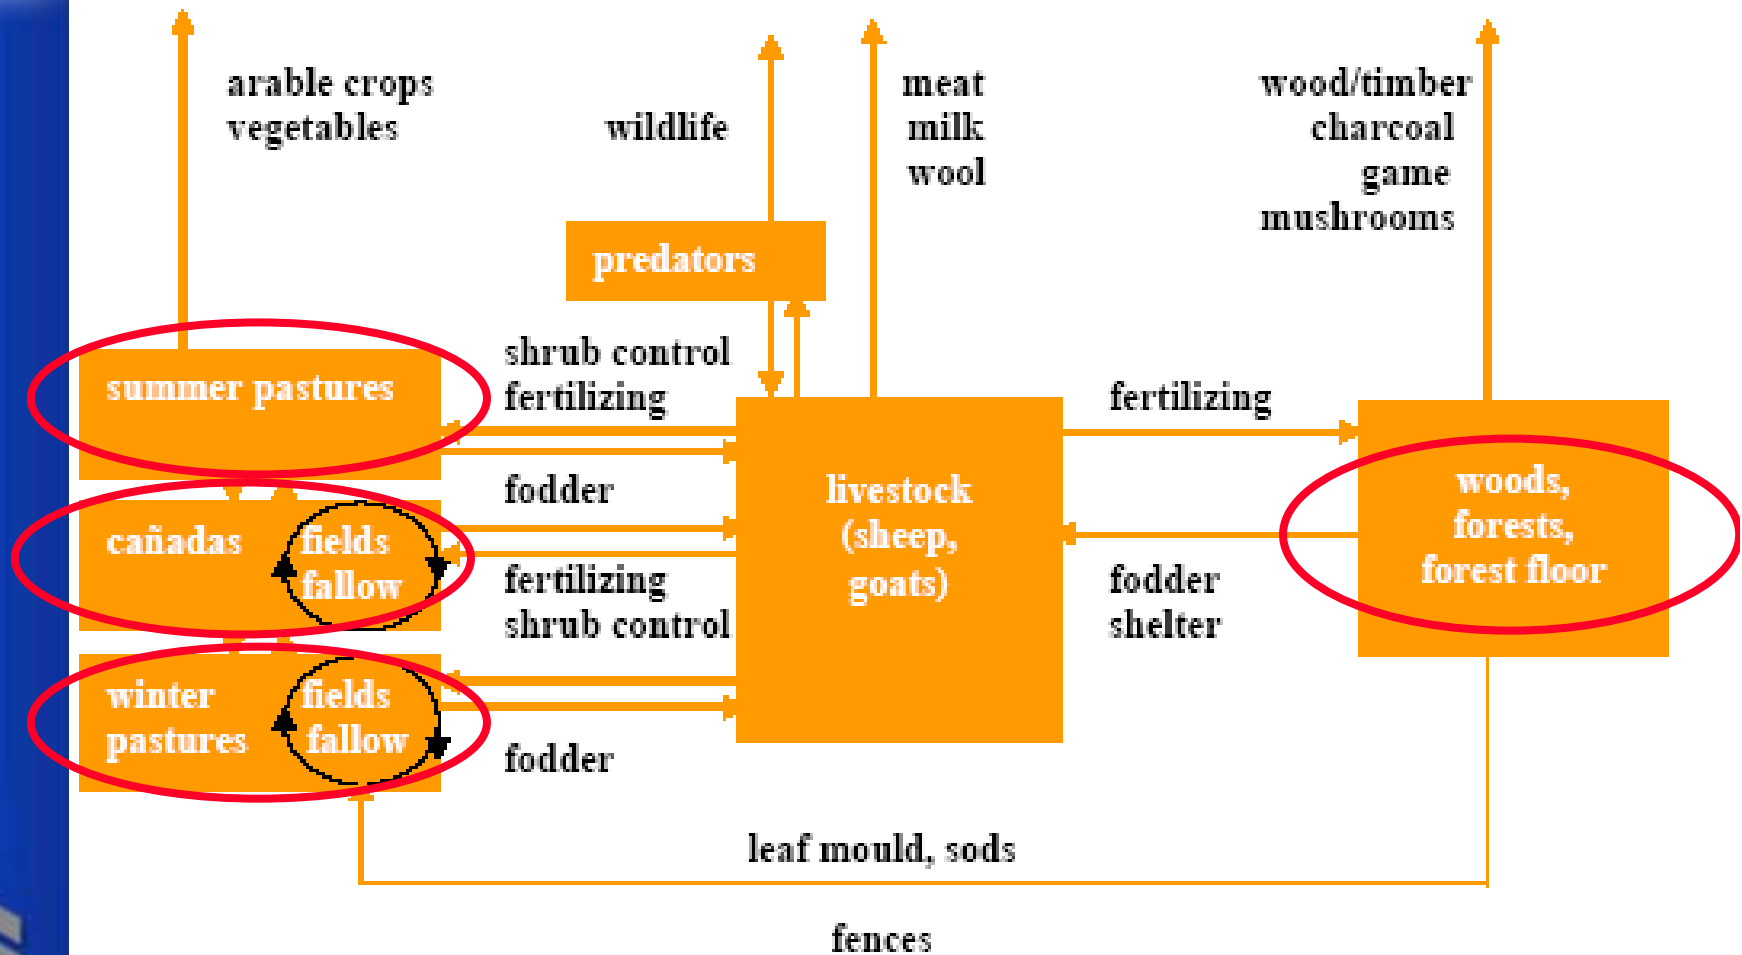 arable crops
vegetables
wildlife
meat
milk
wool
wood/timber
charcoal
game
mushrooms
predators
summer pastures
shrub control
fertilizing
fodder
cañadas
fields
fallow
fertilizing
shrub control
winter
pastures
fields
fallow
fodder
livestock
(sheep,
goats)
fertilizing
fodder
shelter
woods,
forests,
forest floor
leaf mould, sods
fences